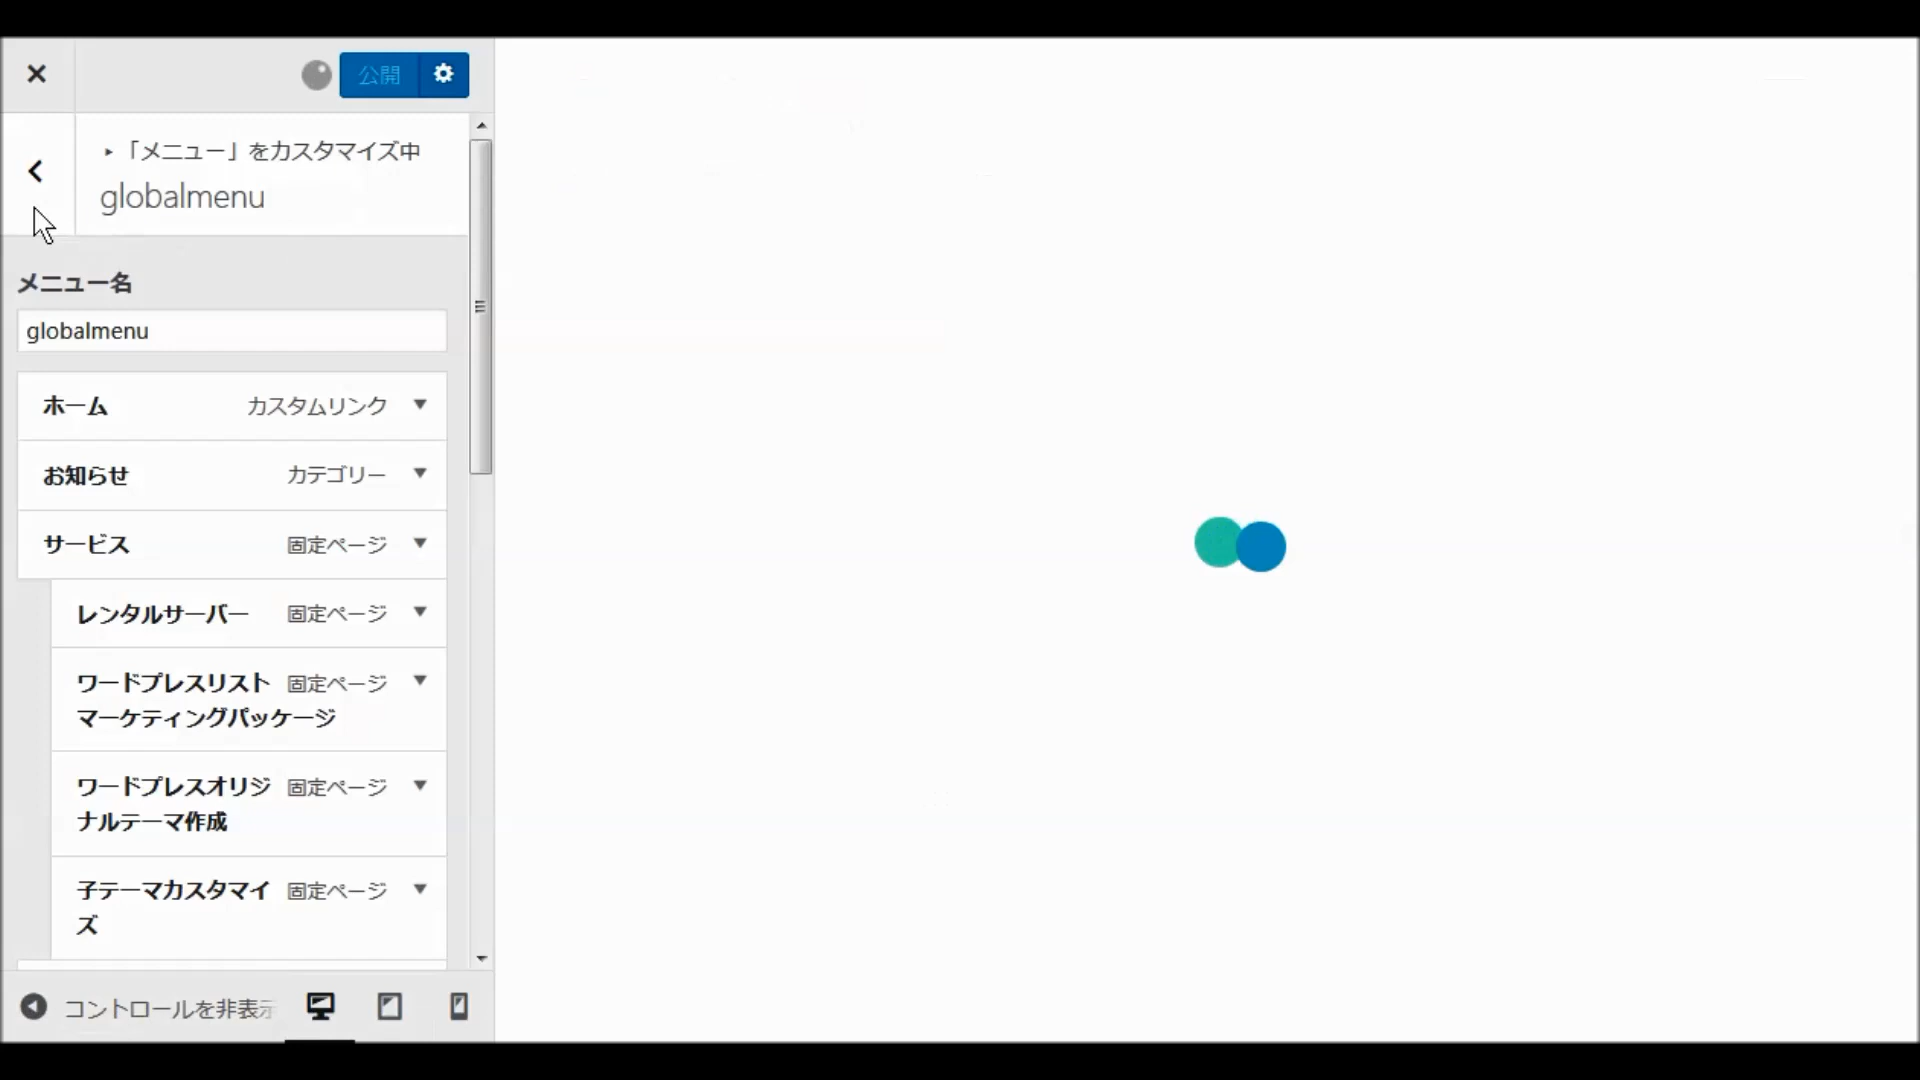 公開
「メニュー」をカスタマイズ中
globalmenu
メニュー名
globalmenu
ホーム カスタムリンク
お知らせ カテゴリー
サービス 固定ページ
レンタルサーバー 固定ページ
ワードプレスリスト 固定ページ
マーケティングパッケージ
ワードプレスオリジ 固定ページ
ナルテーマ作成
子テーマカスタマイ 固定ページ
ズ
コントロールを非表示